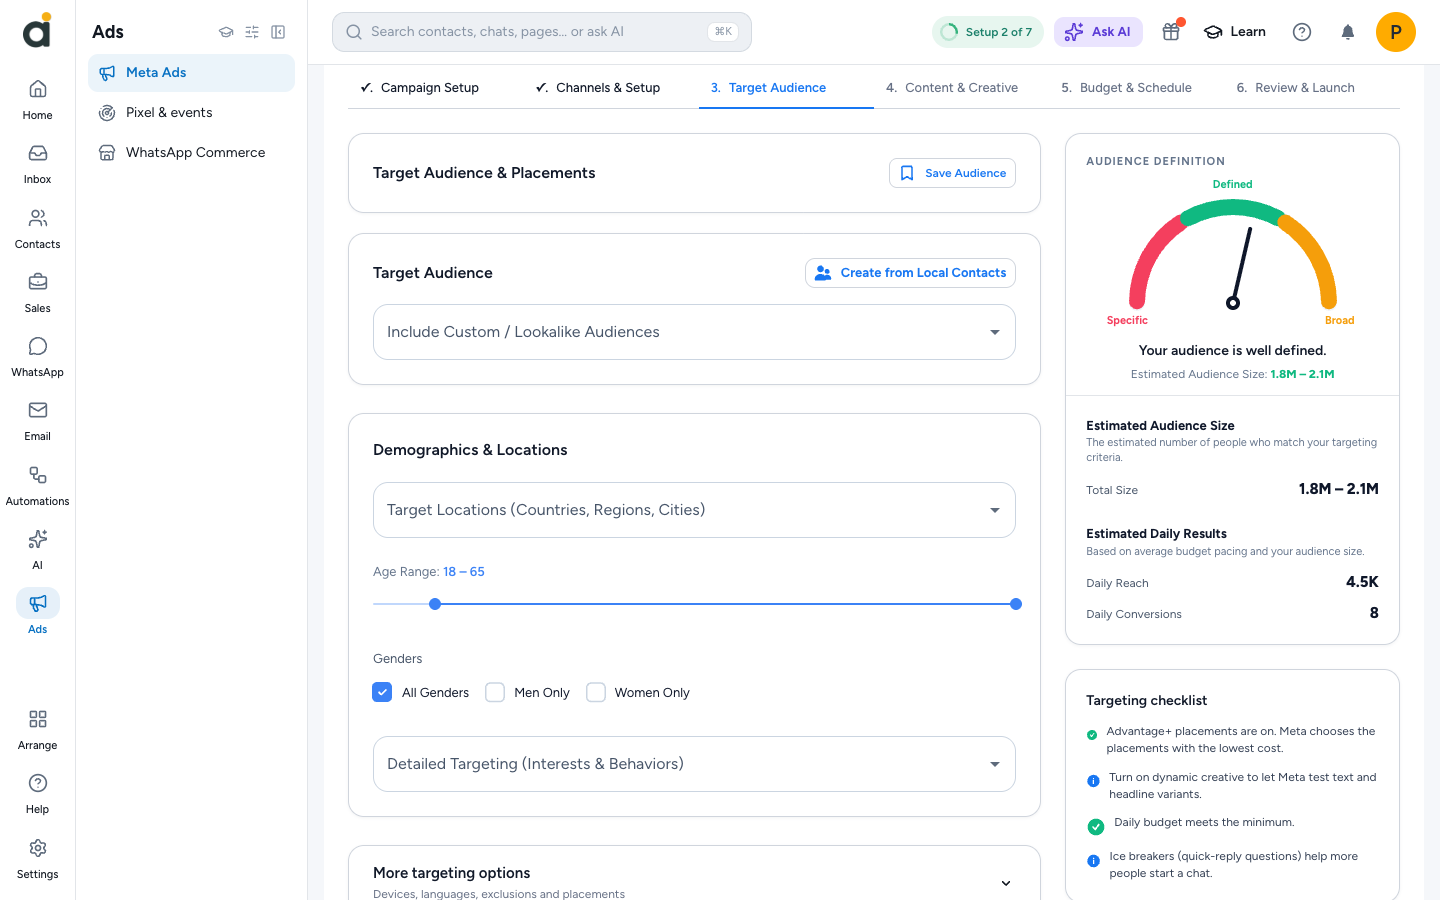 Ads
Search contacts, chats, pages... or ask AI
⌘K
Setup 2 of 7
Ask AI
Learn
P
Home
Inbox
Contacts
Sales
WhatsApp
Email
Automations
AI
Ads
Arrange
Help
Settings
Meta Ads
Pixel & events
WhatsApp Commerce
Campaign Setup
Channels & Setup
3. Target Audience
4. Content & Creative
5. Budget & Schedule
6. Review & Launch
Target Audience & Placements
Save Audience
Target Audience
Create from Local Contacts
Include Custom / Lookalike Audiences
Demographics & Locations
Target Locations (Countries, Regions, Cities)
Age Range: 18 – 65
Genders
All Genders
Men Only
Women Only
Detailed Targeting (Interests & Behaviors)
More targeting options
Devices, languages, exclusions and placements
AUDIENCE DEFINITION
Defined
Specific
Broad
Your audience is well defined.
Estimated Audience Size: 1.8M – 2.1M
Estimated Audience Size
The estimated number of people who match your targeting
criteria.
Total Size 1.8M – 2.1M
Estimated Daily Results
Based on average budget pacing and your audience size.
Daily Reach 4.5K
Daily Conversions 8
Targeting checklist
Advantage+ placements are on. Meta chooses the
placements with the lowest cost.
Turn on dynamic creative to let Meta test text and
headline variants.
Daily budget meets the minimum.
Ice breakers (quick-reply questions) help more
people start a chat.